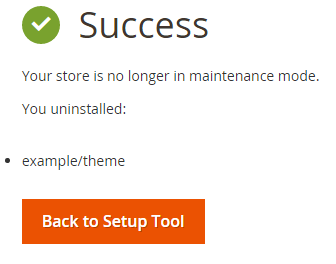 Success
Your store is no longer in maintenance mode.
You uninstalled:
example/theme
Back to Setup Tool